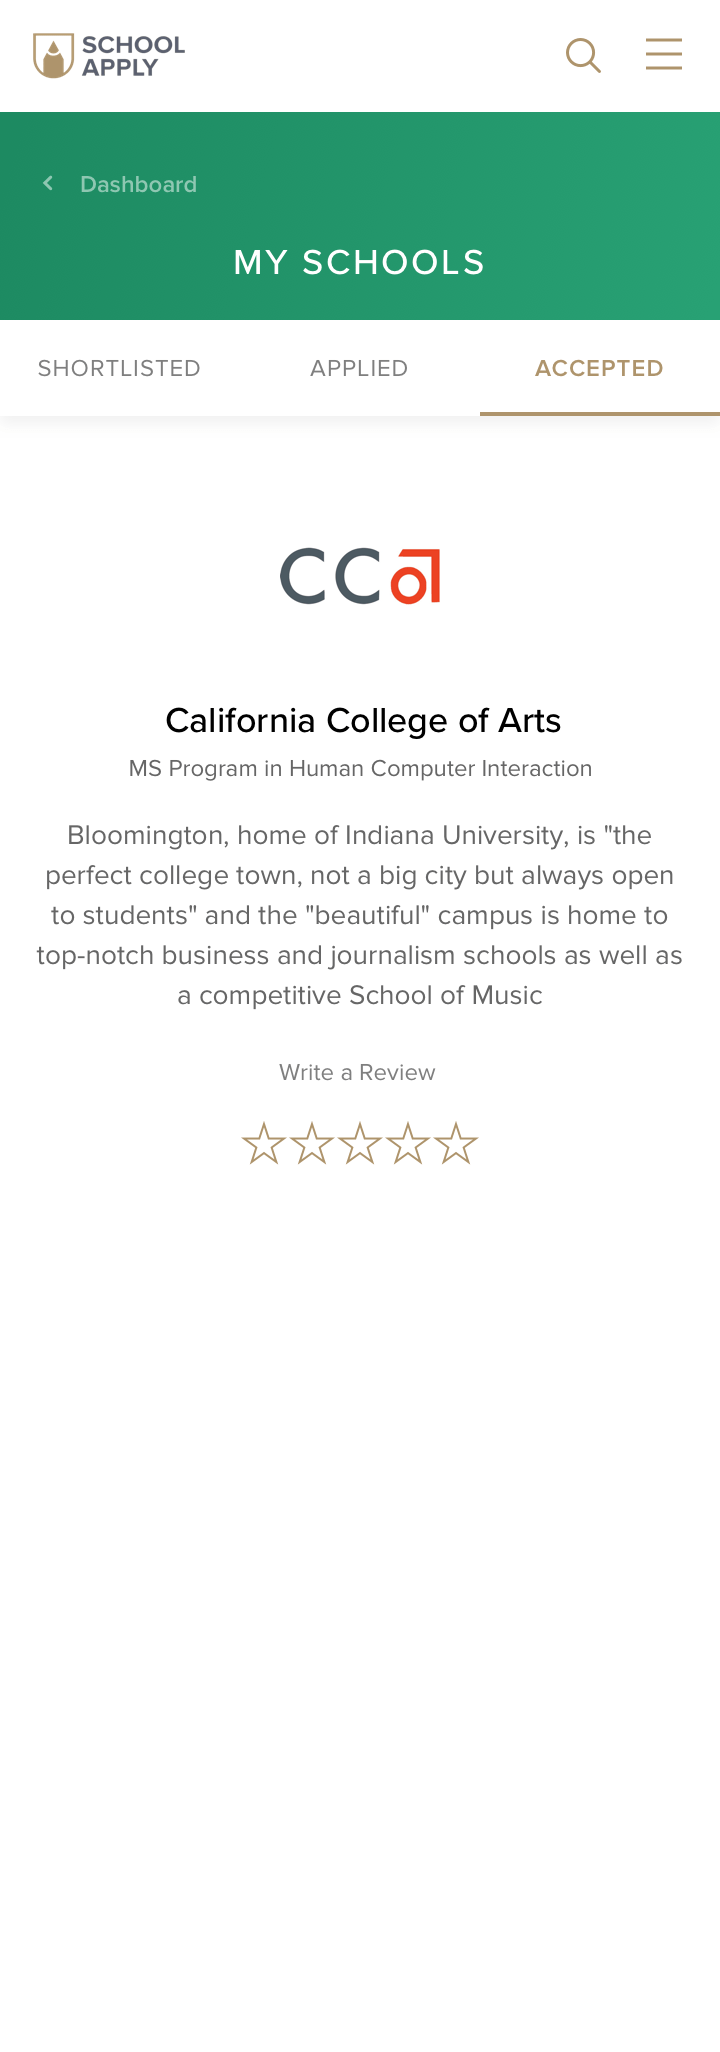 SCHOOL
APPLY
Dashboard
MY SCHOOLS
SHORTLISTED APPLIED ACCEPTED
CCa
California College of Arts
MS Program in Human Computer Interaction
Bloomington, home of Indiana University, is "the
perfect college town, not a big city but always open
to students" and the "beautiful" campus is home to
top-notch business and journalism schools as well as
a competitive School of Music
Write a Review